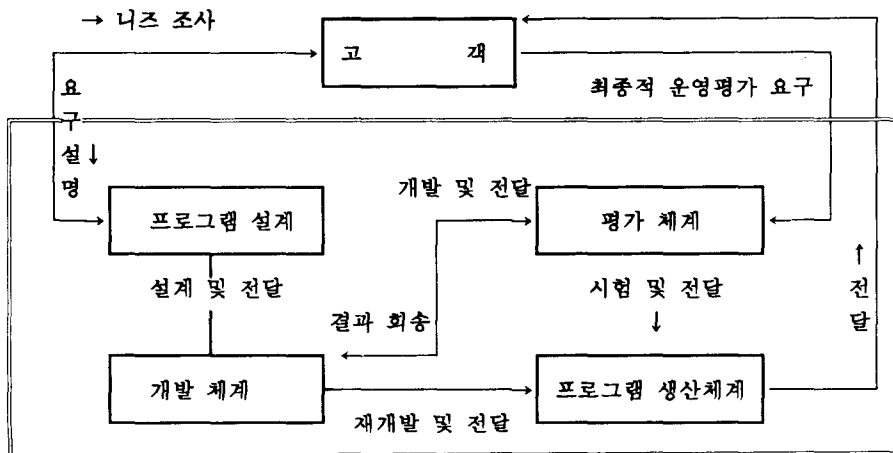 → 니즈 조사
고 객
최종적 운영평가 요구
요구설↓명
개발 및 전달
프로그램 설계
평가 체계
설계 및 전달
시험 및 전달
↓
↑전달
결과 회송
개발 체계
프로그램 생산체계
재개발 및 전달